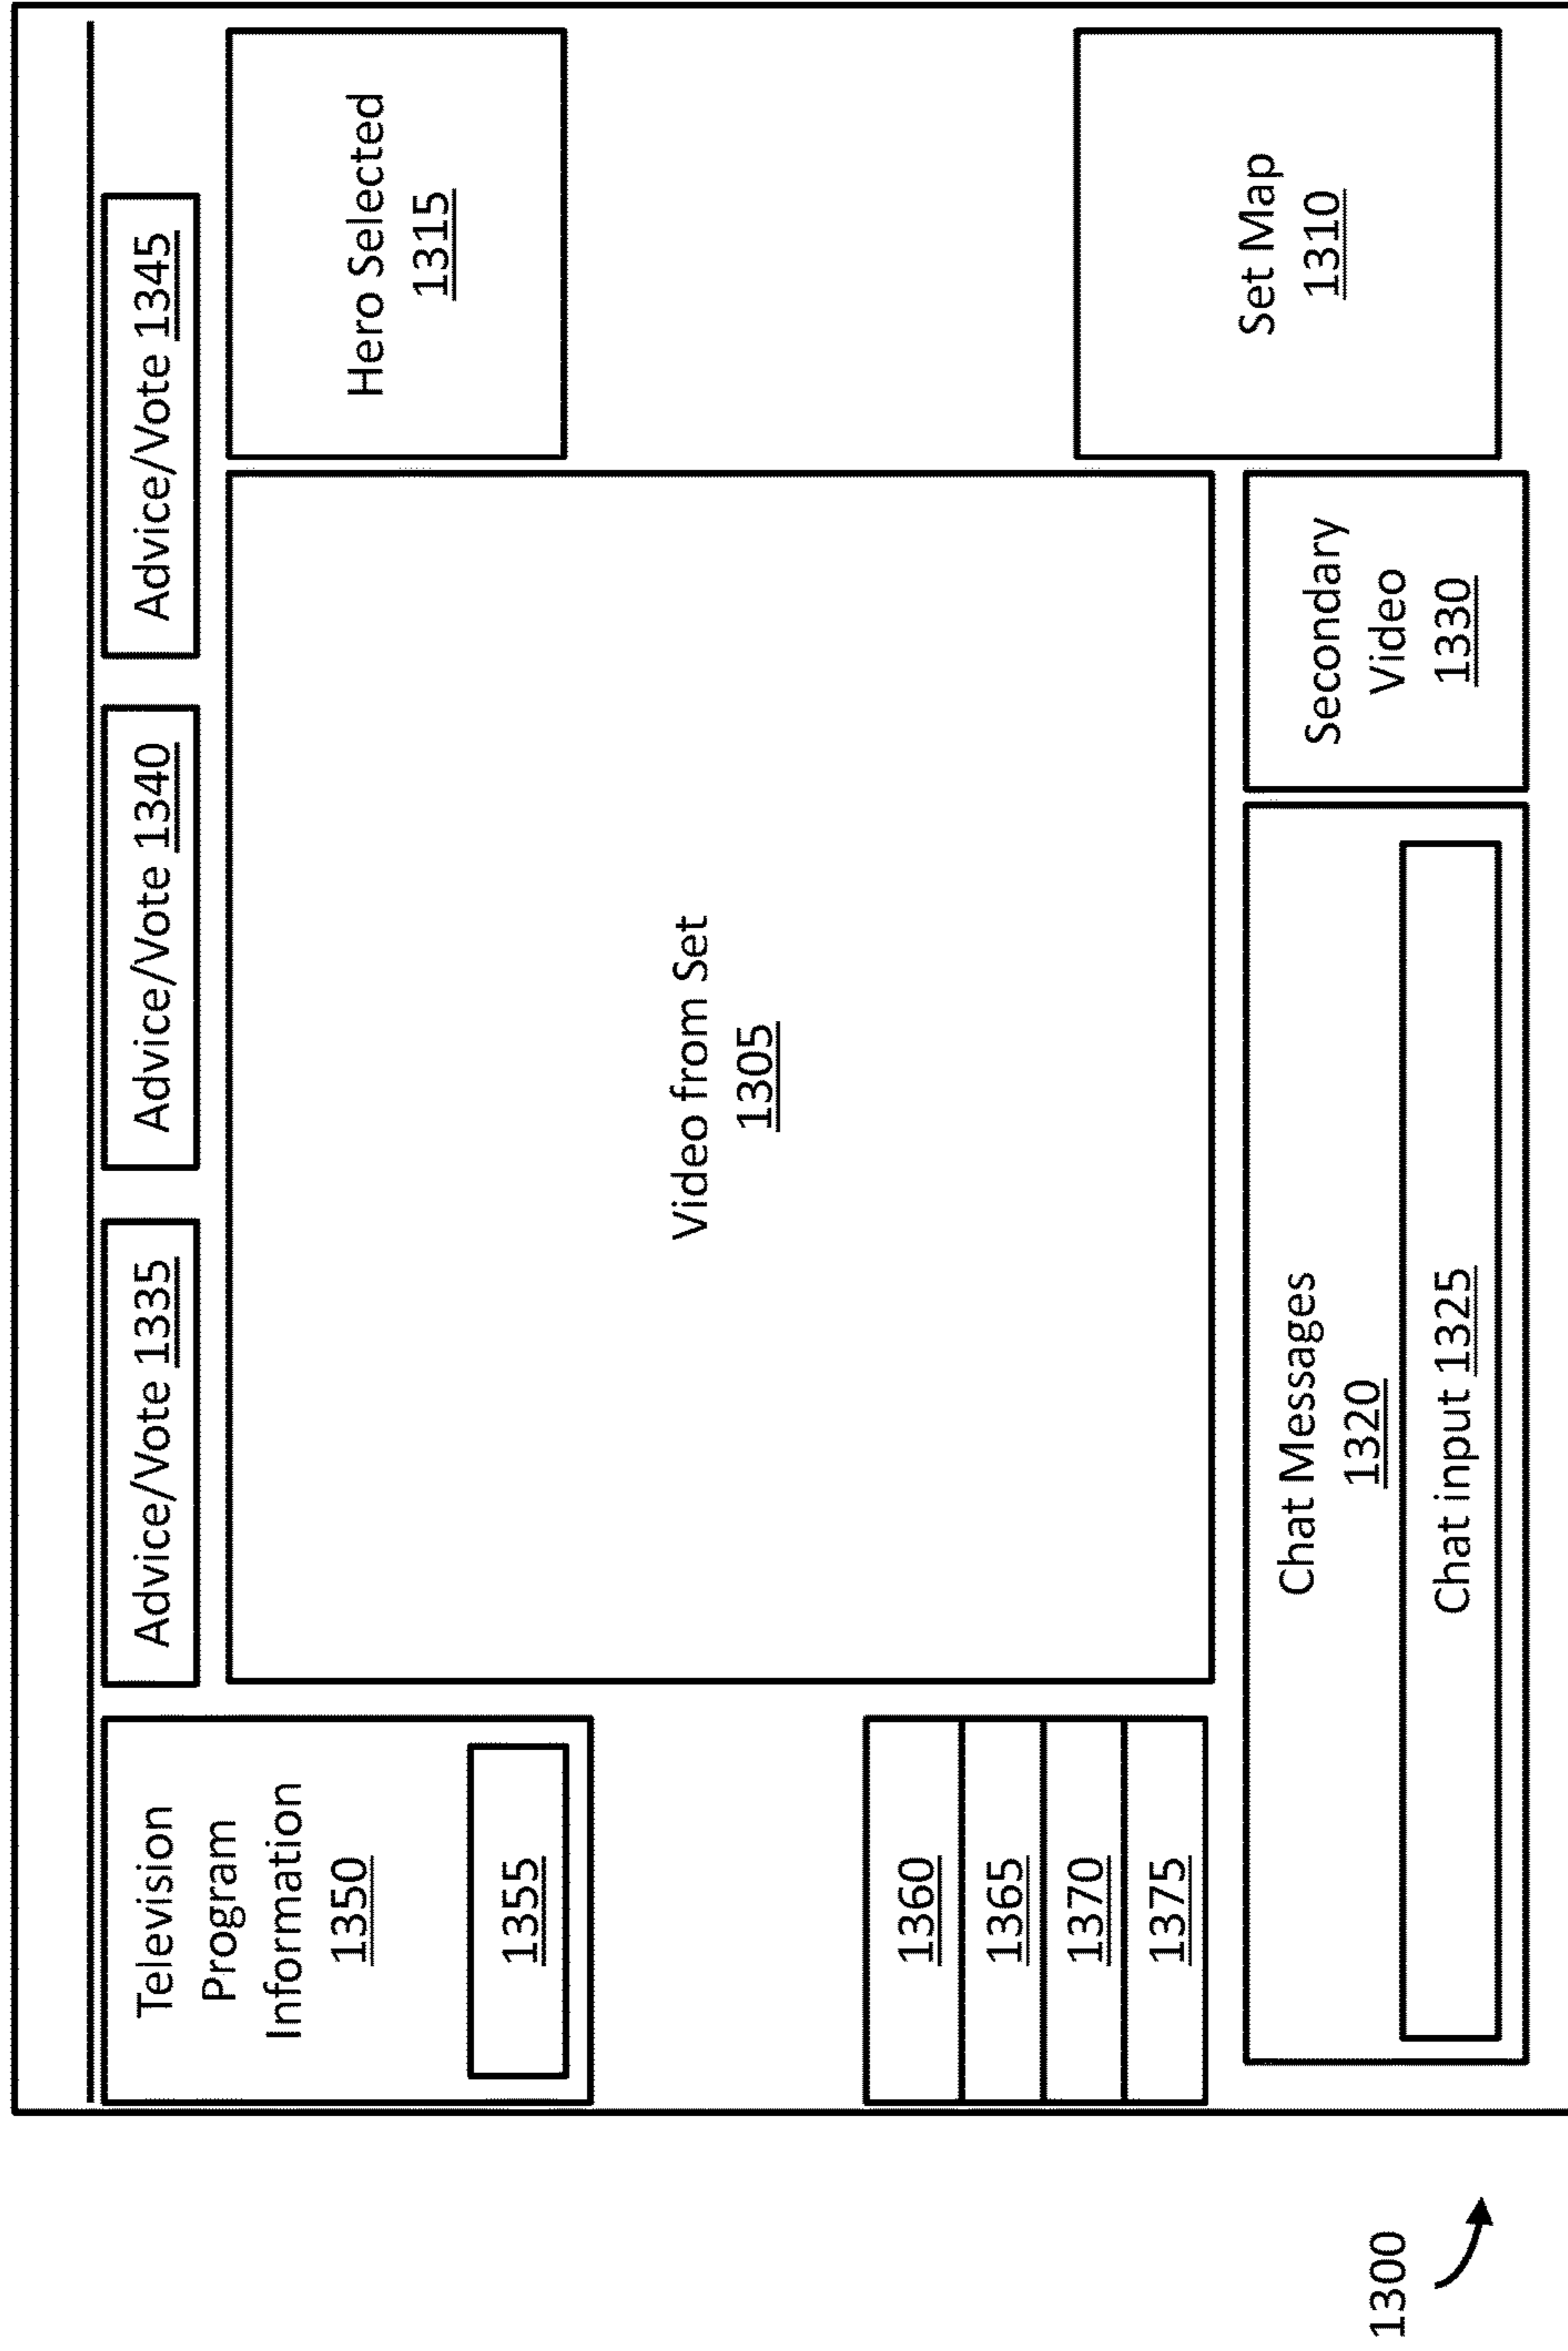 1300
Television
Program
Information
1350
1355
1360
1365
1370
1375
Advice/Vote 1335
Advice/Vote 1340
Advice/Vote 1345
Video from Set
1305
Hero Selected
1315
Set Map
1310
Chat Messages
1320
Chat input 1325
Secondary
Video
1330